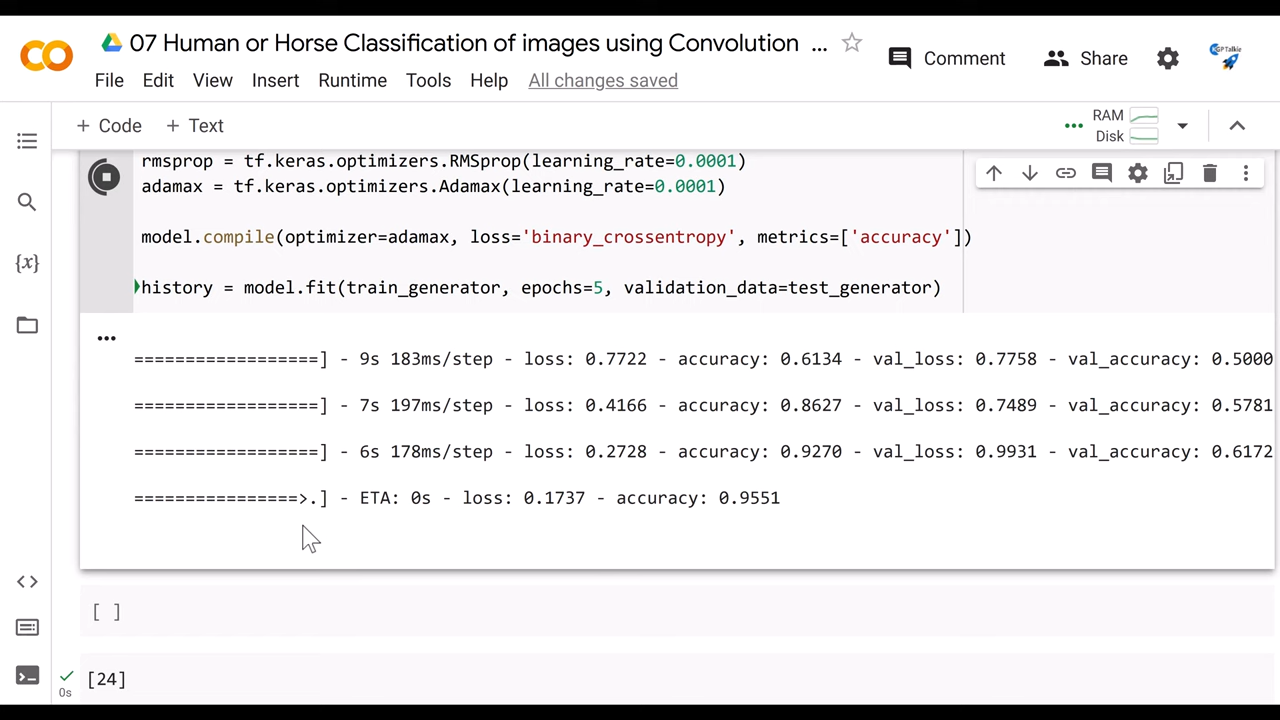 07 Human or Horse Classification of images using Convolution ...
File Edit View Insert Runtime Tools Help All changes saved
Comment Share KGP Talkie
+ Code + Text
RAM
Disk
{x}
rmsprop = tf.keras.optimizers.RMSprop(learning_rate=0.0001)
adamax = tf.keras.optimizers.Adamax(learning_rate=0.0001)
model.compile(optimizer=adamax, loss='binary_crossentropy', metrics=['accuracy'])
history = model.fit(train_generator, epochs=5, validation_data=test_generator)
=================] - 9s 183ms/step - loss: 0.7722 - accuracy: 0.6134 - val_loss: 0.7758 - val_accuracy: 0.5000
=================] - 7s 197ms/step - loss: 0.4166 - accuracy: 0.8627 - val_loss: 0.7489 - val_accuracy: 0.5781
=================] - 6s 178ms/step - loss: 0.2728 - accuracy: 0.9270 - val_loss: 0.9931 - val_accuracy: 0.6172
================>.] - ETA: 0s - loss: 0.1737 - accuracy: 0.9551
[ ]
[24]
0s